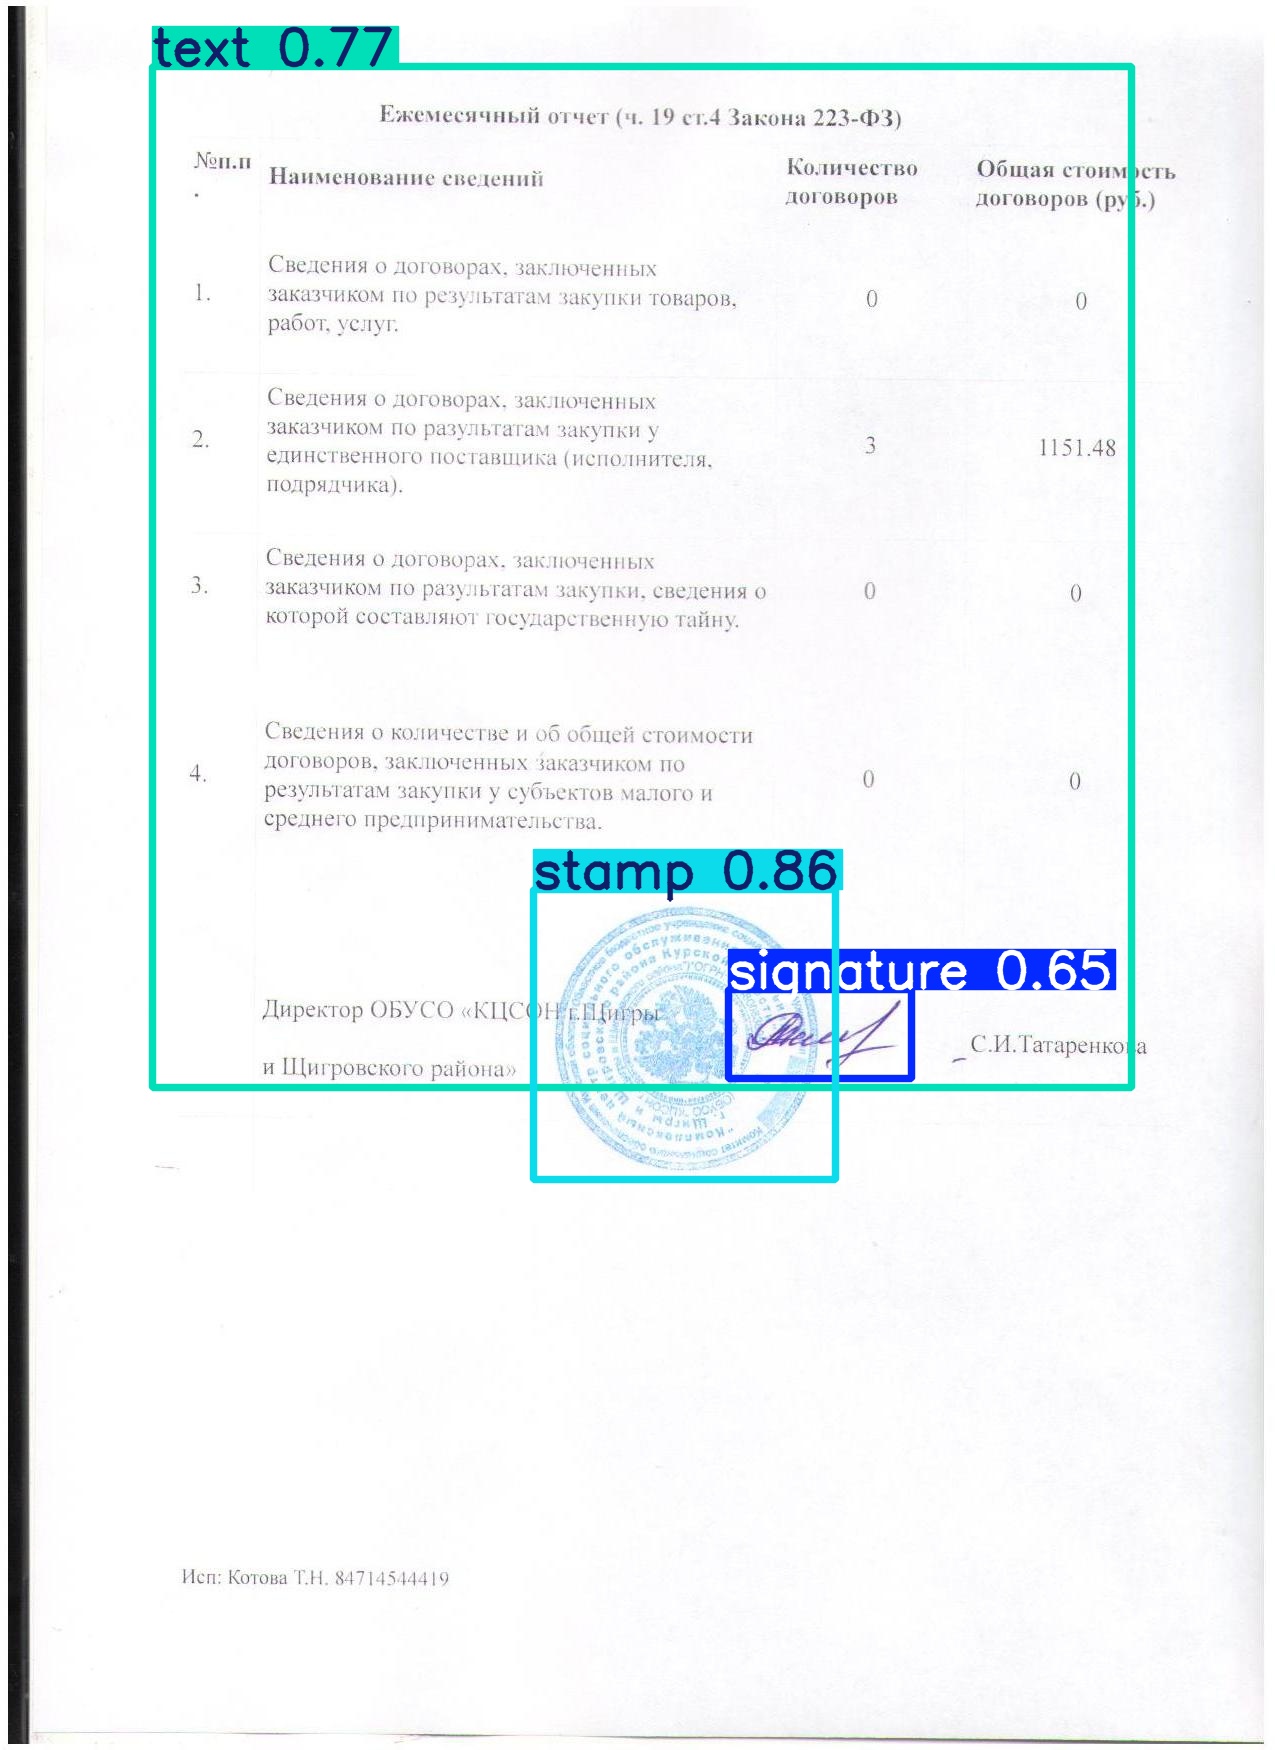 text 0.77
Ежемесячный отчет (ч. 19 ст.4 Закона 223-ФЗ)
№п.п
.
Наименование сведений
Количество
договоров
Общая стоимость
договоров (руб.)
1.
Сведения о договорах, заключенных
заказчиком по результатам закупки товаров,
работ, услуг.
0
0
2.
Сведения о договорах, заключенных
заказчиком по разультатам закупки у
единственного поставщика (исполнителя,
подрядчика).
3
1151.48
3.
Сведения о договорах, заключенных
заказчиком по разультатам закупки, сведения о
которой составляют государственную тайну.
0
0
4.
Сведения о количестве и об общей стоимости
договоров, заключенных заказчиком по
результатам закупки у субъектов малого и
среднего предпринимательства.
0
0
stamp 0.86
signature 0.65
Директор ОБУСО «КЦСОН г.Щигры
и Щигровского района»
С.И.Татаренкова
Исп: Котова Т.Н. 84714544419